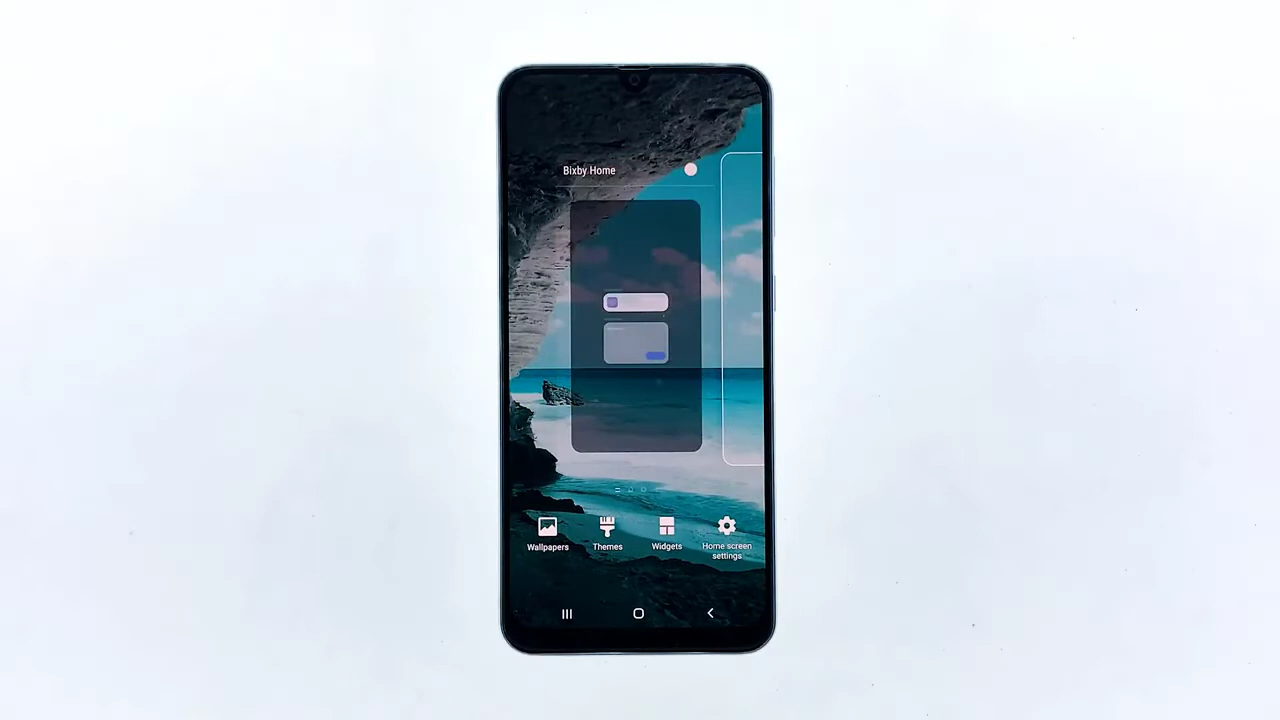 Bixby Home
Wallpapers
Themes
Widgets
Home screen
settings